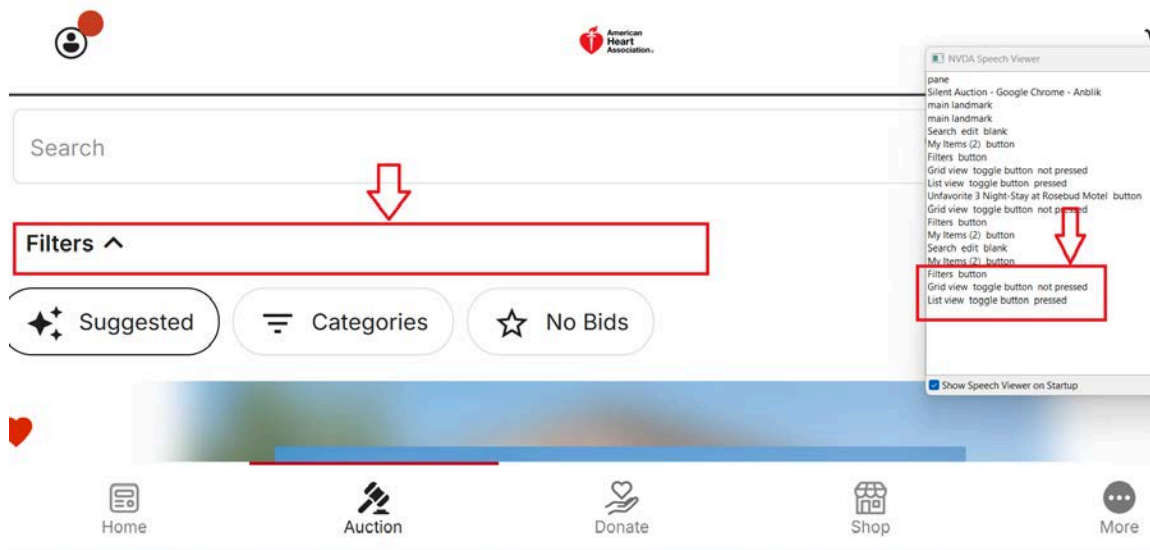 American
Heart
Association.
Search
Filters
Suggested
Categories
No Bids
Home
Auction
Donate
Shop
More
NVDA Speech Viewer
pane
Silent Auction - Google Chrome - Anblik
main landmark
main landmark
Search edit blank
My Items (2) button
Filters button
Grid view toggle button not pressed
List view toggle button pressed
Unfavorite 3 Night-Stay at Rosebud Motel button
Grid view toggle button not pressed
Filters button
My Items (2) button
Search edit blank
My Items (2) button
Filters button
Grid view toggle button not pressed
List view toggle button pressed
Show Speech Viewer on Startup